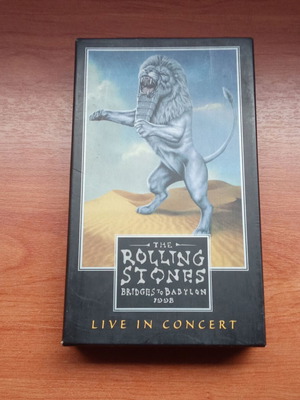 THE
ROLLING
STONES
BRIDGES TO BABYLON
1998
LIVE IN CONCERT